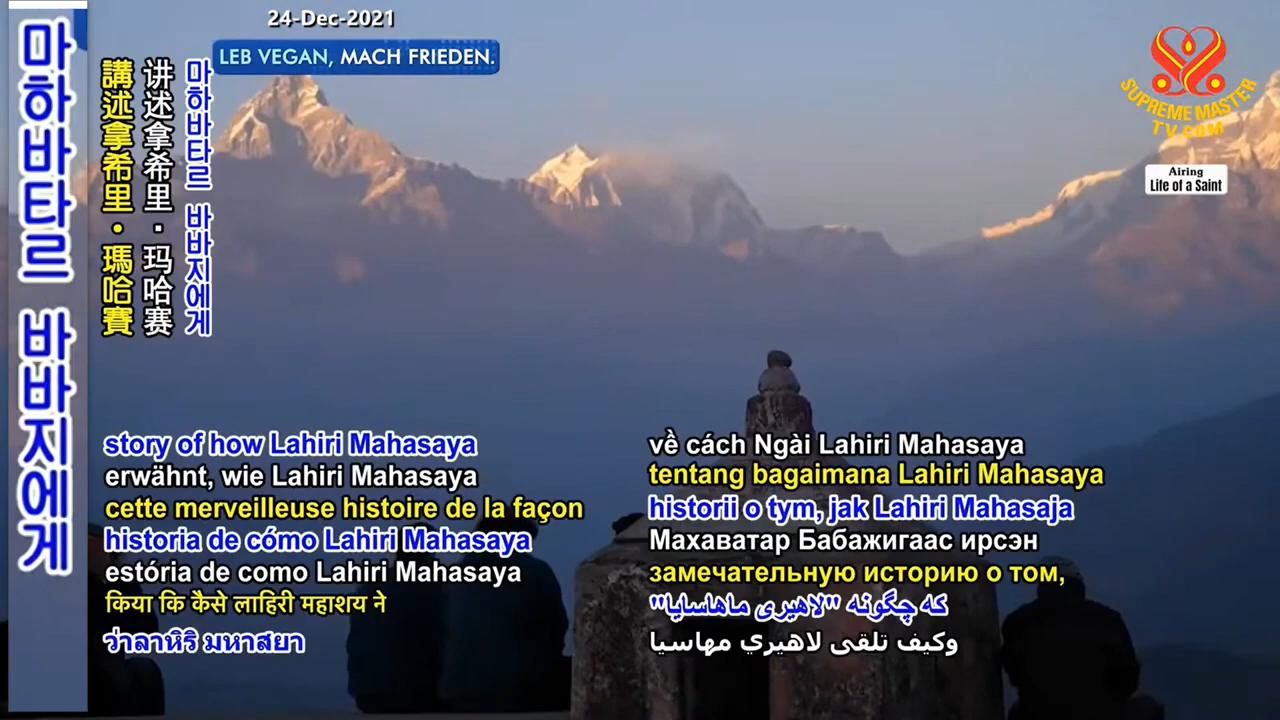 24-Dec-2021
LEB VEGAN, MACH FRIEDEN.
SUPREME MASTER
TV.COM
Airing
Life of a Saint
마하바타르 바바지에게
講述拿希里・瑪哈賽
讲述拿希里・玛哈赛
마하바타르 바바지에게
story of how Lahiri Mahasaya
erwähnt, wie Lahiri Mahasaya
cette merveilleuse histoire de la façon
historia de cómo Lahiri Mahasaya
estória de como Lahiri Mahasaya
किया कि कैसे लाहिरी महाशय ने
ว่าลาหิริ มหาสยา
về cách Ngài Lahiri Mahasaya
tentang bagaimana Lahiri Mahasaya
historii o tym, jak Lahiri Mahasaja
Махаватар Бабажигаас ирсэн
замечательную историю о том,
که چگونه "لاهیری ماهاسایا"
وكيف تلقى لاهيري مهاسيا